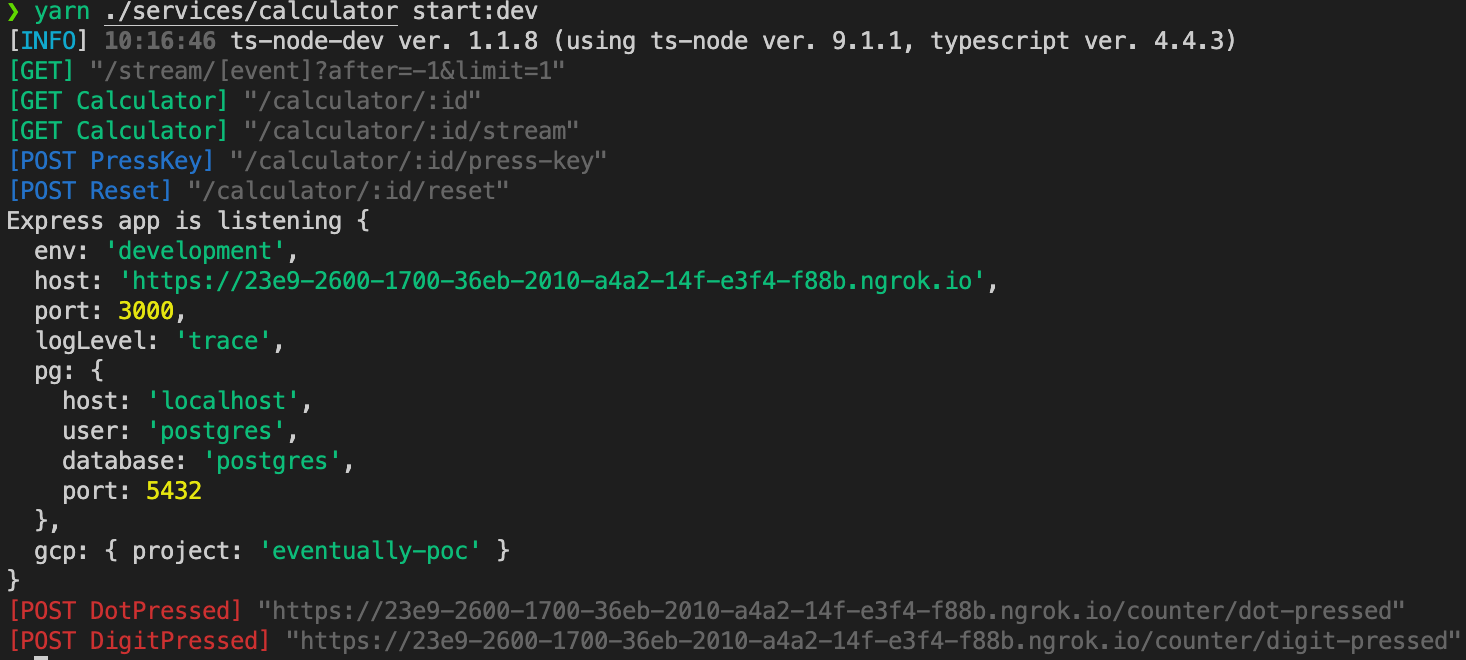 ❯ yarn ./services/calculator start:dev
[INFO] 10:16:46 ts-node-dev ver. 1.1.8 (using ts-node ver. 9.1.1, typescript ver. 4.4.3)
[GET] "/stream/[event]?after=-1&limit=1"
[GET Calculator] "/calculator/:id"
[GET Calculator] "/calculator/:id/stream"
[POST PressKey] "/calculator/:id/press-key"
[POST Reset] "/calculator/:id/reset"
Express app is listening {
  env: 'development',
  host: 'https://23e9-2600-1700-36eb-2010-a4a2-14f-e3f4-f88b.ngrok.io',
  port: 3000,
  logLevel: 'trace',
  pg: {
    host: 'localhost',
    user: 'postgres',
    database: 'postgres',
    port: 5432
  },
  gcp: { project: 'eventually-poc' }
}
[POST DotPressed] "https://23e9-2600-1700-36eb-2010-a4a2-14f-e3f4-f88b.ngrok.io/counter/dot-pressed"
[POST DigitPressed] "https://23e9-2600-1700-36eb-2010-a4a2-14f-e3f4-f88b.ngrok.io/counter/digit-pressed"